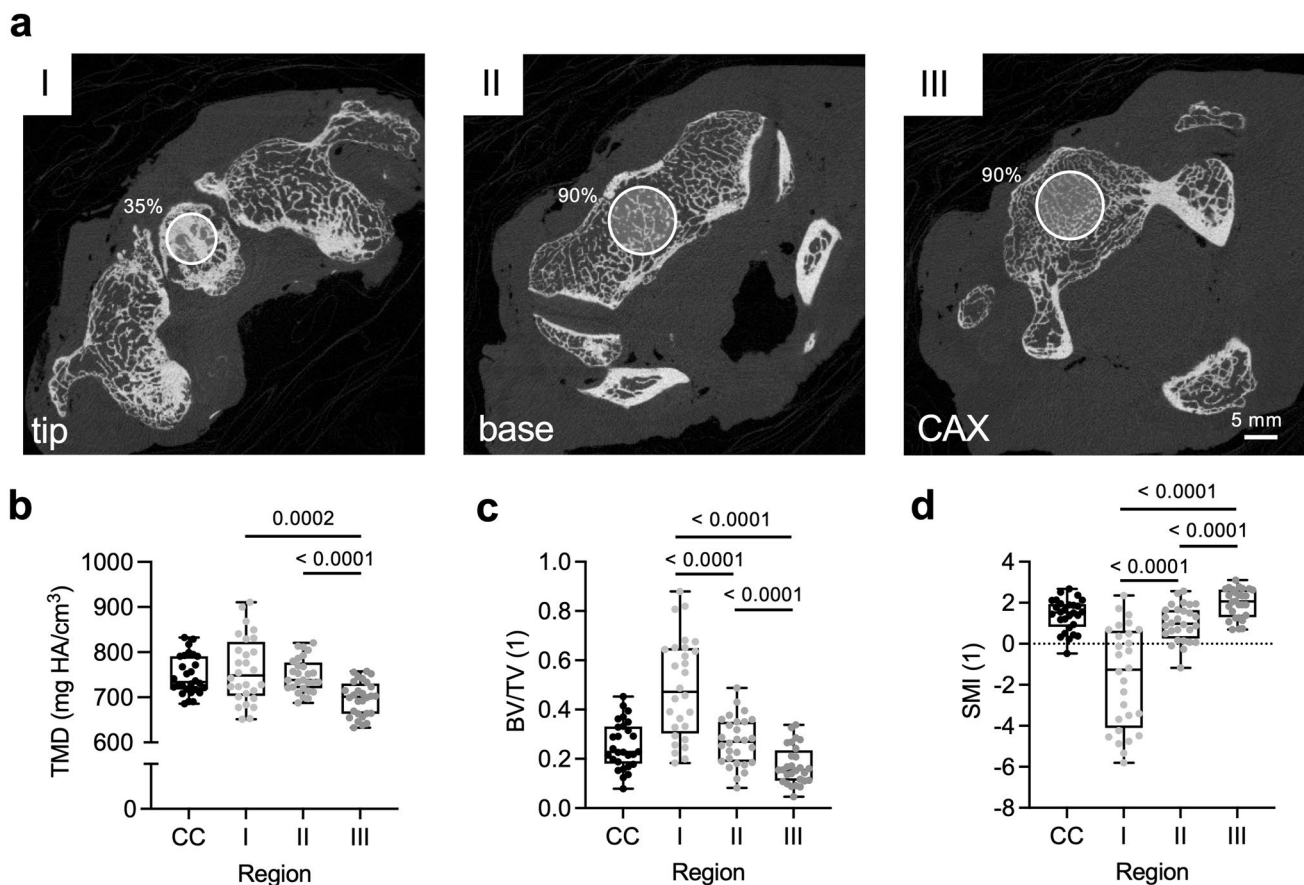 a
I
II
III
35%
90%
90%
tip
base
CAX
5 mm
b
0.0002
< 0.0001
1000
900
800
700
600
0
TMD (mg HA/cm³)
CC
I
II
III
Region
c
< 0.0001
< 0.0001
< 0.0001
1.0
0.8
0.6
0.4
0.2
0.0
BV/TV (1)
CC
I
II
III
Region
d
< 0.0001
< 0.0001
< 0.0001
4
2
0
-2
-4
-6
-8
SMI (1)
CC
I
II
III
Region